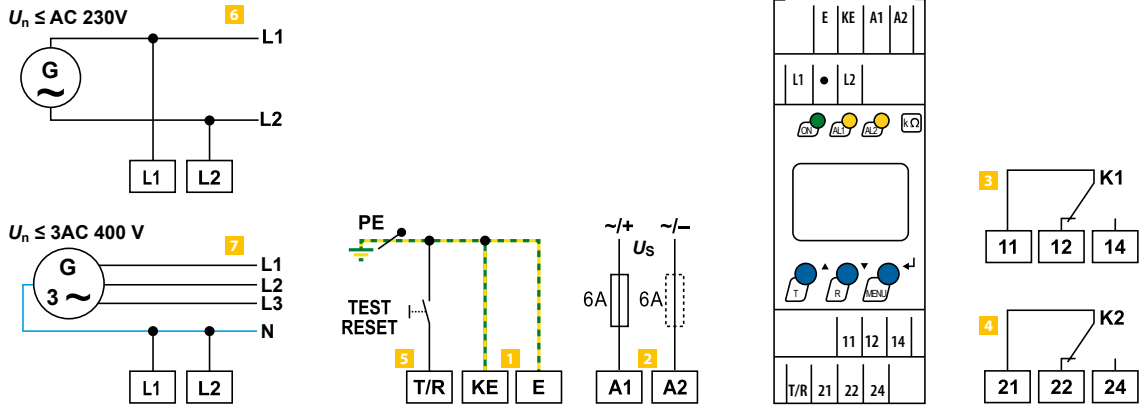 Un ≤ AC 230V
6
L1
G
~
L2
L1 L2
Un ≤ 3AC 400 V
7
L1
G
L2
3 ~
L3
N
L1 L2
PE
TEST
RESET
5
1
T/R KE E
~/+ ~/–
US
6A 6A
2
A1 A2
E KE A1 A2
L1 • L2
ON AL1 AL2 kΩ
T R MENU
11 12 14
T/R 21 22 24
3
K1
11 12 14
4
K2
21 22 24